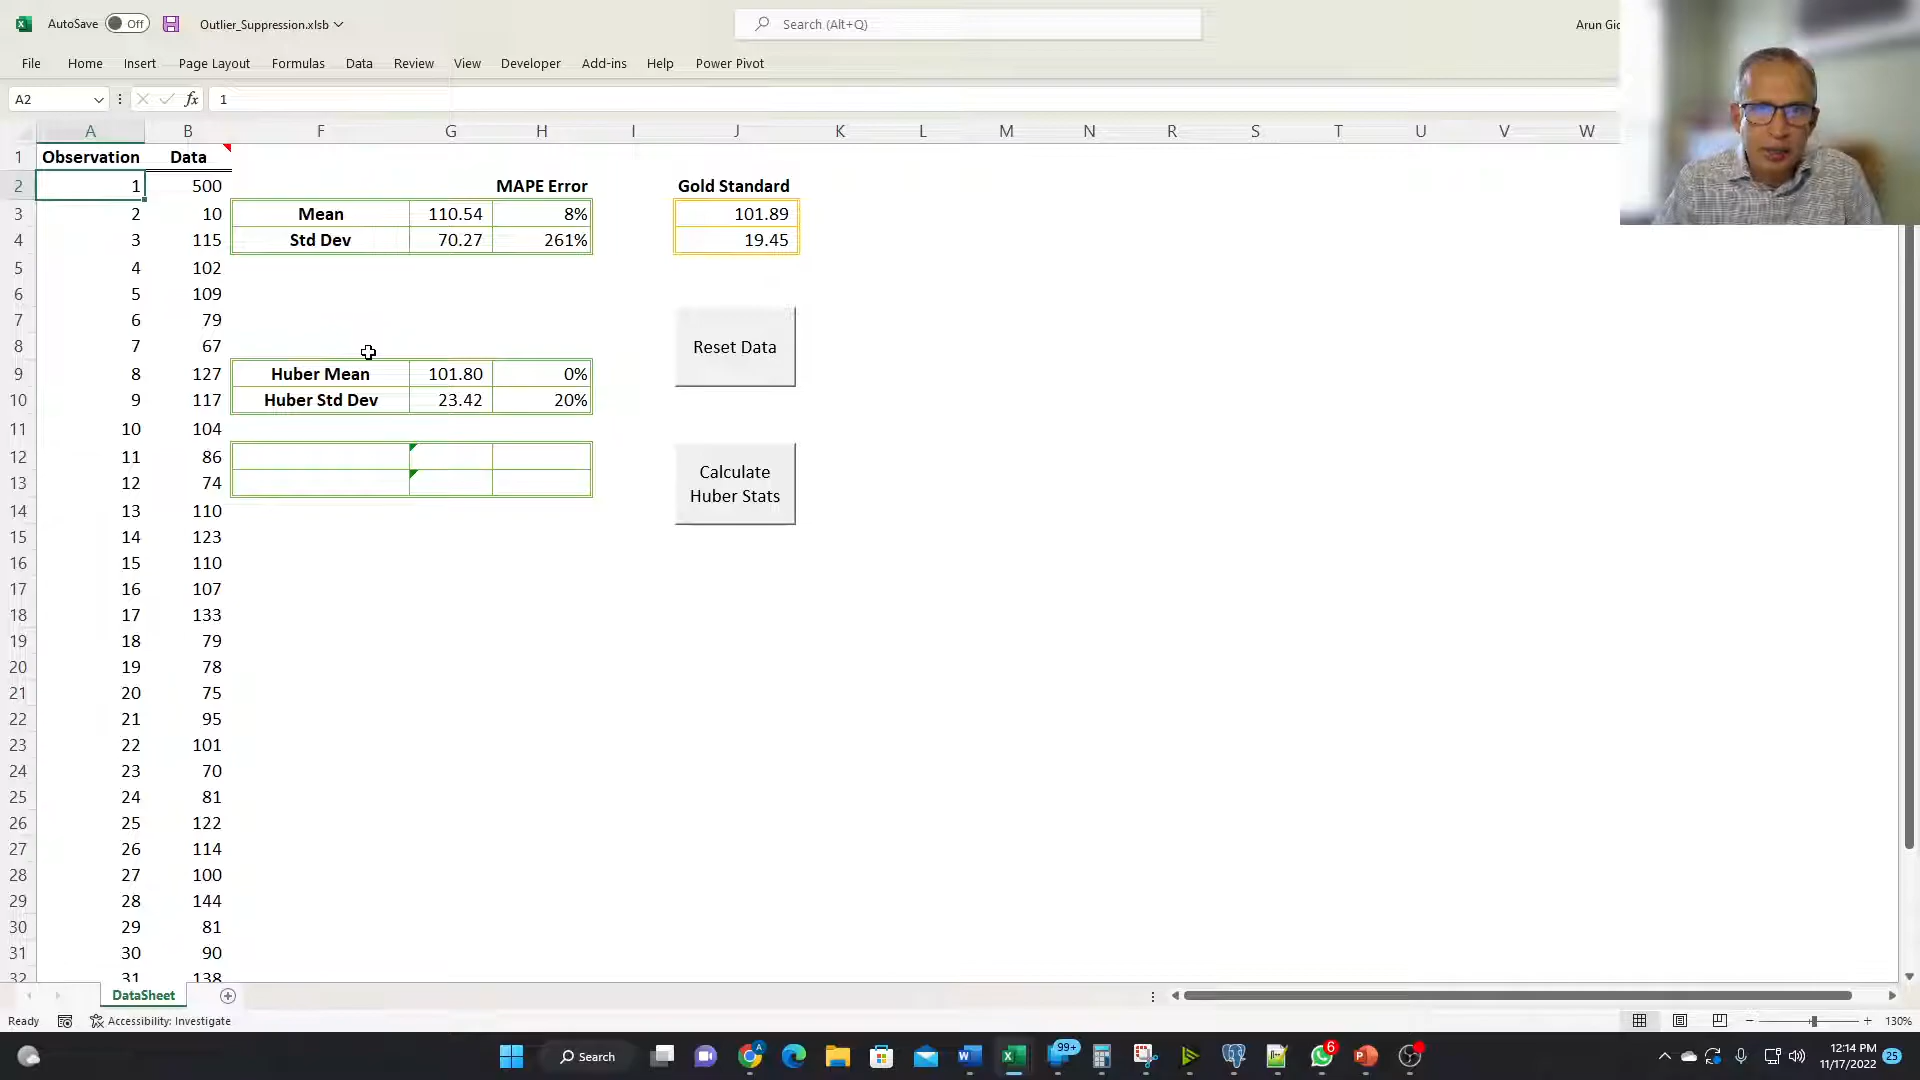 AutoSave Off Outlier_Suppression.xlsb Search (Alt+Q) Arun Gio
File Home Insert Page Layout Formulas Data Review View Developer Add-ins Help Power Pivot
A2 fx 1
A B F G H I J K L M N O P Q R S T U V W
1 Observation Data
2 1 500 MAPE Error Gold Standard
3 2 10 Mean 110.54 8% 101.89
4 3 115 Std Dev 70.27 261% 19.45
5 4 102
6 5 109
7 6 79
Reset Data
8 7 67
9 8 127 Huber Mean 101.80 0%
10 9 117 Huber Std Dev 23.42 20%
11 10 104
12 11 86
Calculate
Huber Stats
13 12 74
14 13 110
15 14 123
16 15 110
17 16 107
18 17 133
19 18 79
20 19 78
21 20 75
22 21 95
23 22 101
24 23 70
25 24 81
26 25 122
27 26 114
28 27 100
29 28 144
30 29 81
31 30 90
32 31 138
DataSheet
Ready Accessibility: Investigate 130%
Search 99+ 6 12:14 PM
11/17/2022 25